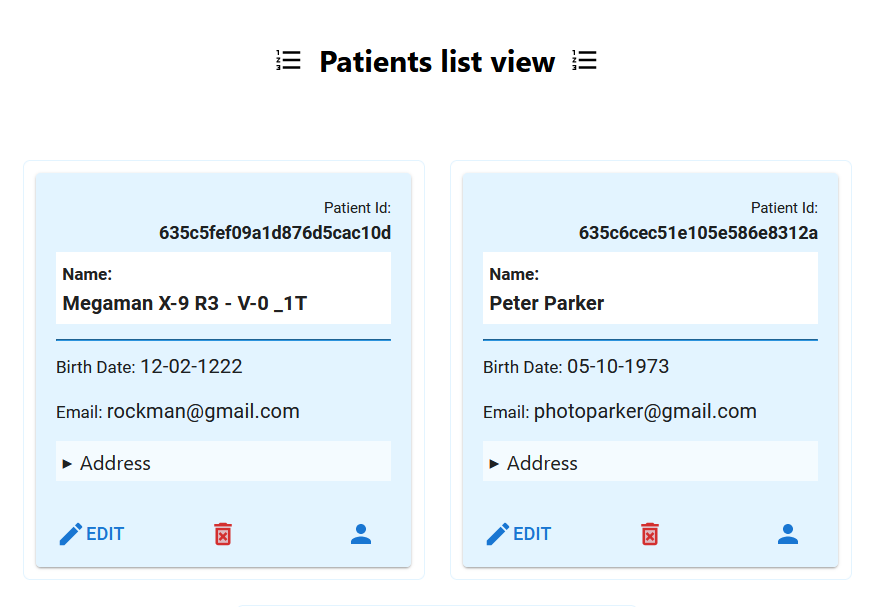 Patients list view
Patient Id:
635c5fef09a1d876d5cac10d
Name:
Megaman X-9 R3 - V-0 _1T
Birth Date: 12-02-1222
Email: rockman@gmail.com
▸ Address
EDIT
Patient Id:
635c6cec51e105e586e8312a
Name:
Peter Parker
Birth Date: 05-10-1973
Email: photoparker@gmail.com
▸ Address
EDIT